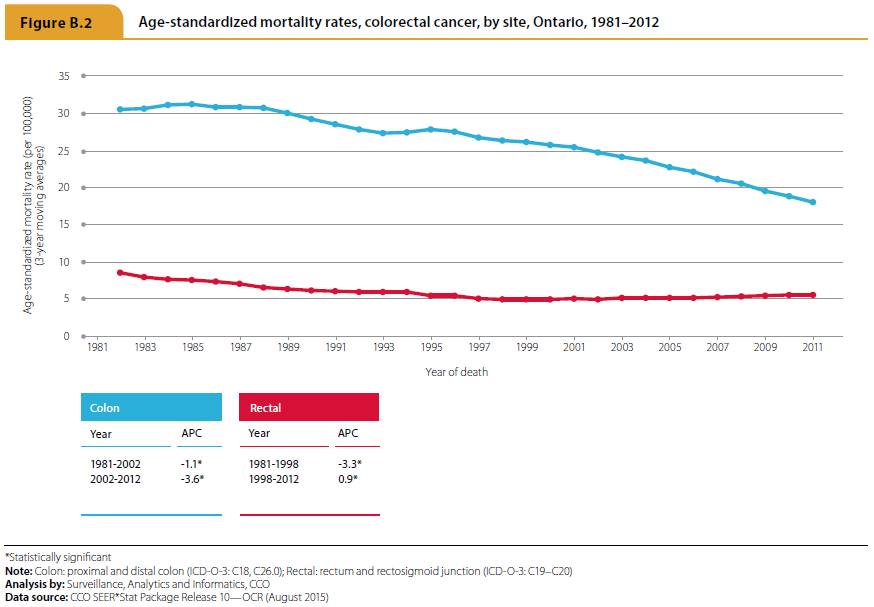 Figure B.2
Age-standardized mortality rates, colorectal cancer, by site, Ontario, 1981–2012
Age-standardized mortality rate (per 100,000)
(3-year moving averages)
35
30
25
20
15
10
5
0
1981 1983 1985 1987 1989 1991 1993 1995 1997 1999 2001 2003 2005 2007 2009 2011
Year of death
Colon
Year APC
1981-2002 -1.1*
2002-2012 -3.6*
Rectal
Year APC
1981-1998 -3.3*
1998-2012 0.9*
*Statistically significant
Note: Colon: proximal and distal colon (ICD-O-3: C18, C26.0); Rectal: rectum and rectosigmoid junction (ICD-O-3: C19–C20)
Analysis by: Surveillance, Analytics and Informatics, CCO
Data source: CCO SEER*Stat Package Release 10—OCR (August 2015)